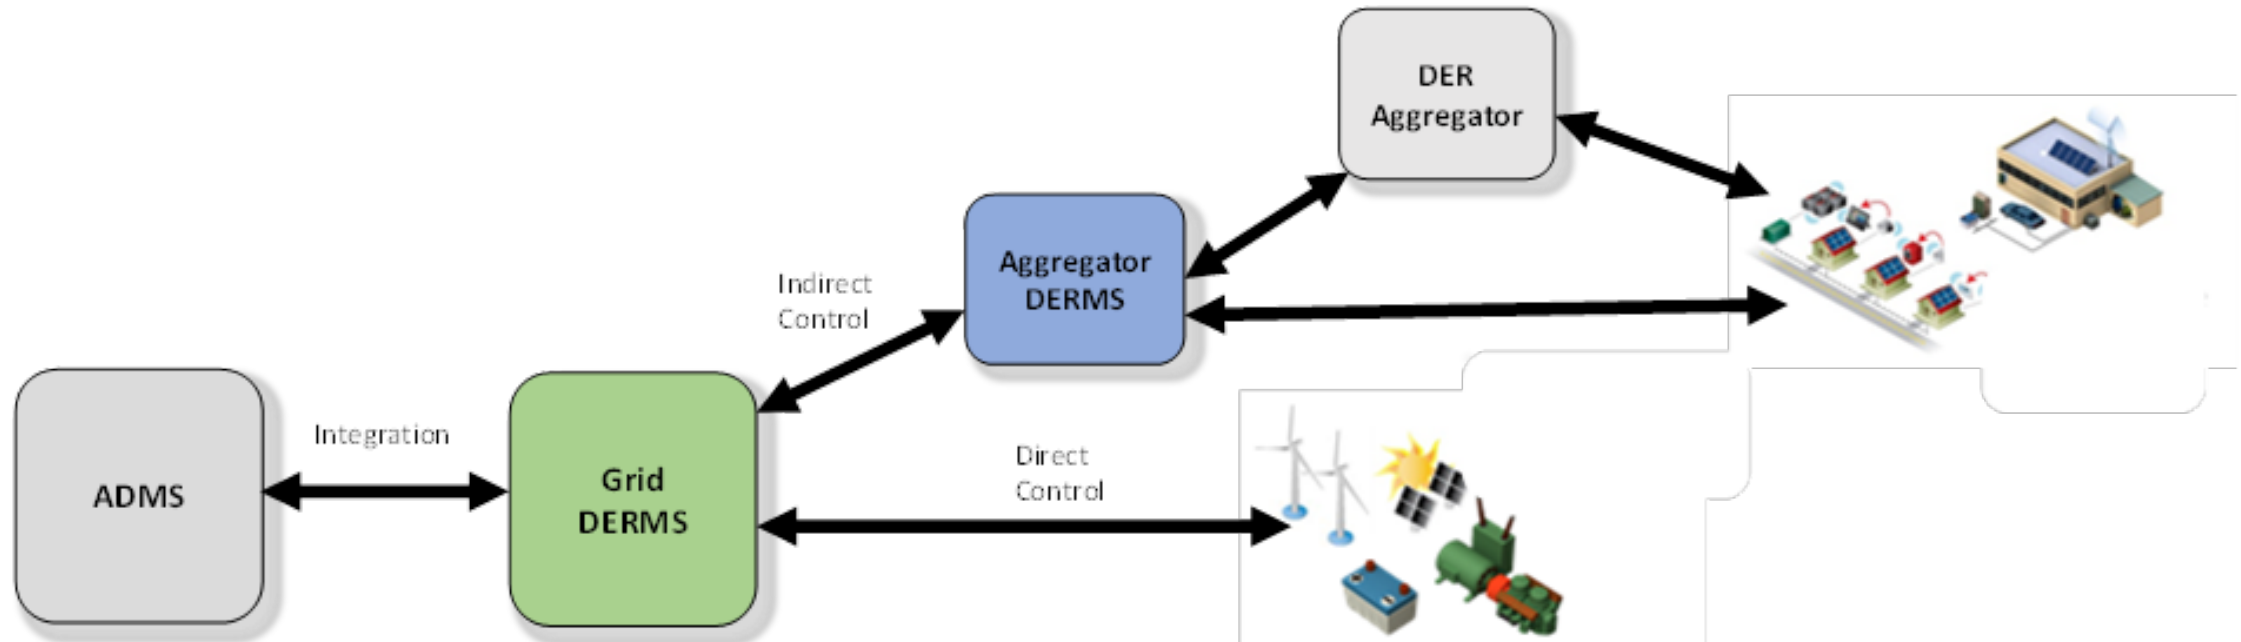 DER
Aggregator
Aggregator
DERMS
Indirect
Control
Integration
Direct
Control
ADMS
Grid
DERMS